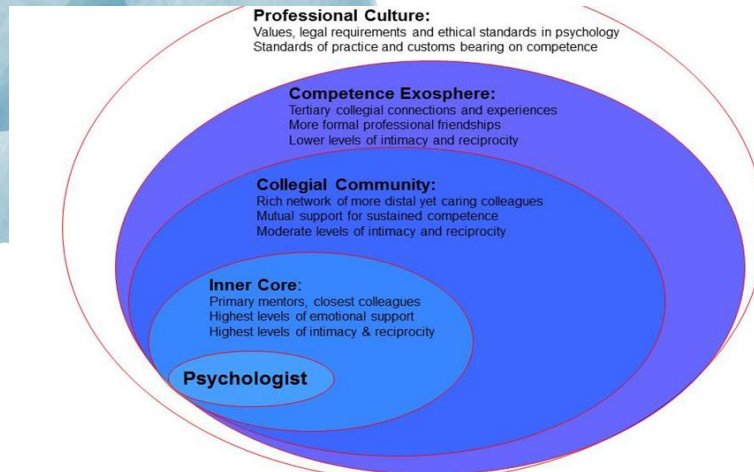 Professional Culture:
Values, legal requirements and ethical standards in psychology
Standards of practice and customs bearing on competence
Competence Exosphere:
Tertiary collegial connections and experiences
More formal professional friendships
Lower levels of intimacy and reciprocity
Collegial Community:
Rich network of more distal yet caring colleagues
Mutual support for sustained competence
Moderate levels of intimacy and reciprocity
Inner Core:
Primary mentors, closest colleagues
Highest levels of emotional support
Highest levels of intimacy & reciprocity
Psychologist